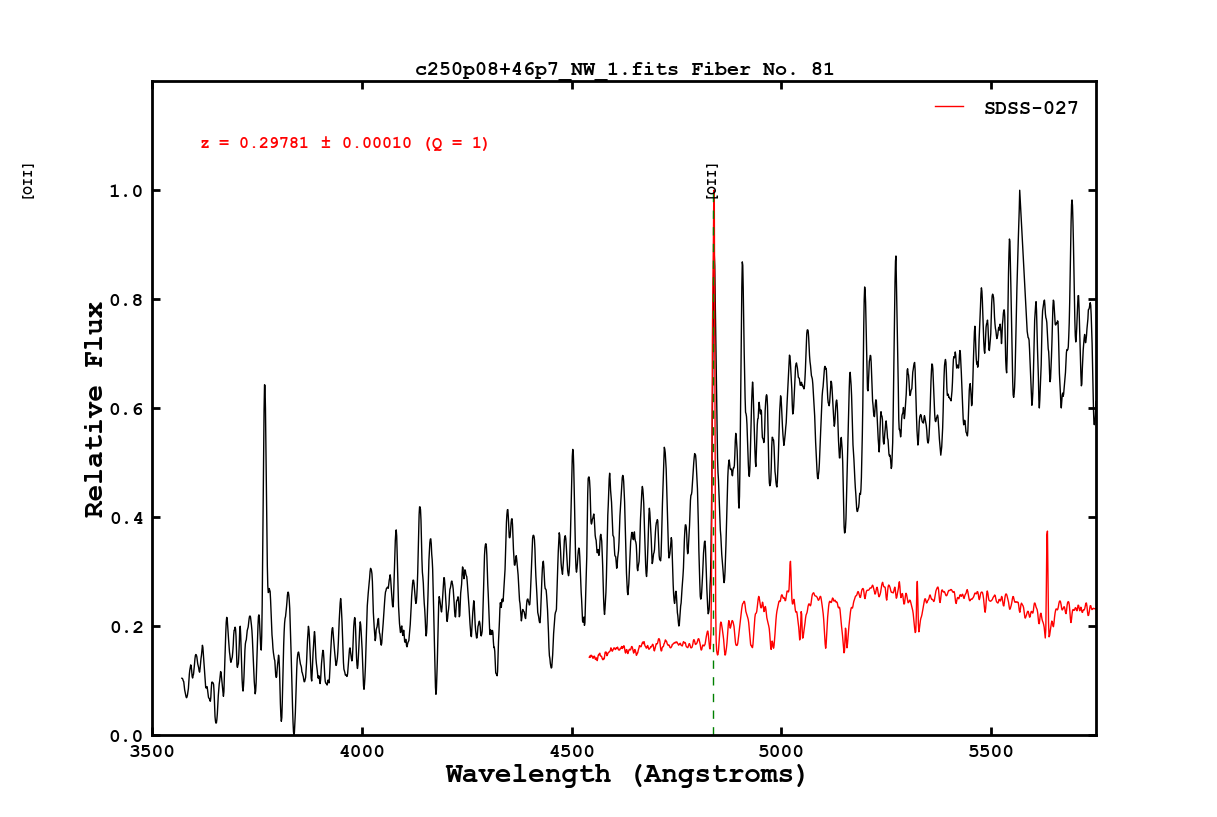 c250p08+46p7_NW_1.fits Fiber No. 81
SDSS-027
z = 0.29781 ± 0.00010 (Q = 1)
[OII]
[OII]
1.0
0.8
0.6
0.4
0.2
0.0
Relative Flux
3500 4000 4500 5000 5500
Wavelength (Angstroms)